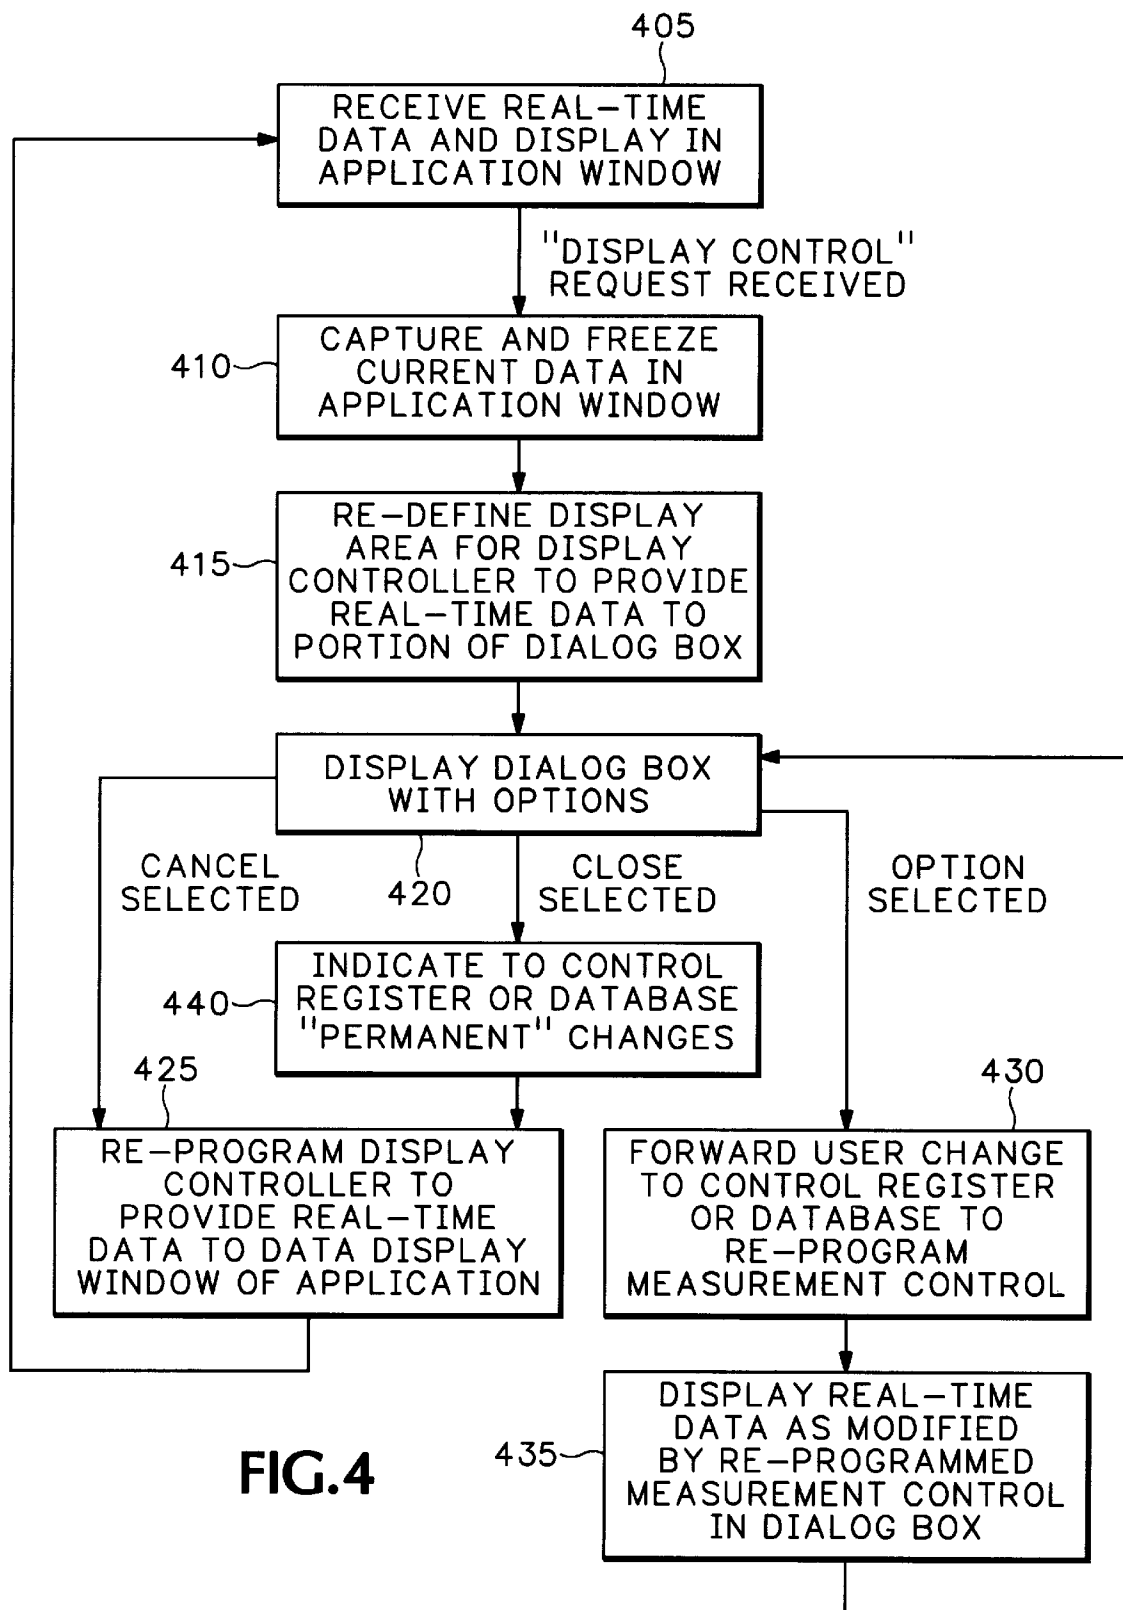 405
RECEIVE REAL-TIME
DATA AND DISPLAY IN
APPLICATION WINDOW
"DISPLAY CONTROL"
REQUEST RECEIVED
410
CAPTURE AND FREEZE
CURRENT DATA IN
APPLICATION WINDOW
415
RE-DEFINE DISPLAY
AREA FOR DISPLAY
CONTROLLER TO PROVIDE
REAL-TIME DATA TO
PORTION OF DIALOG BOX
DISPLAY DIALOG BOX
WITH OPTIONS
420
CANCEL
SELECTED
CLOSE
SELECTED
OPTION
SELECTED
440
INDICATE TO CONTROL
REGISTER OR DATABASE
"PERMANENT" CHANGES
425
RE-PROGRAM DISPLAY
CONTROLLER TO
PROVIDE REAL-TIME
DATA TO DATA DISPLAY
WINDOW OF APPLICATION
430
FORWARD USER CHANGE
TO CONTROL REGISTER
OR DATABASE TO
RE-PROGRAM
MEASUREMENT CONTROL
435
DISPLAY REAL-TIME
DATA AS MODIFIED
BY RE-PROGRAMMED
MEASUREMENT CONTROL
IN DIALOG BOX
FIG.4